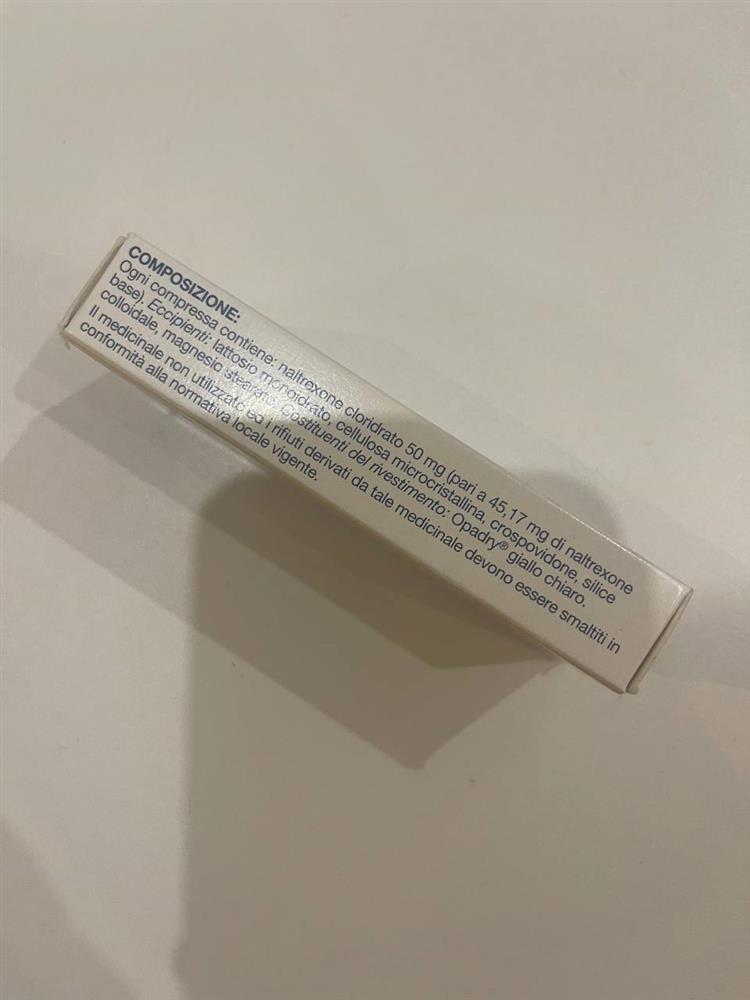 COMPOSIZIONE:
Ogni compressa contiene: naltrexone cloridrato 50 mg (pari a 45,17 mg di naltrexone
base). Eccipienti: lattosio monoidrato, cellulosa microcristallina, crospovidone, silice
colloidale, magnesio stearato. Costituenti del rivestimento: Opadry® giallo chiaro.
Il medicinale non utilizzato ed i rifiuti derivati da tale medicinale devono essere smaltiti in
conformità alla normativa locale vigente.